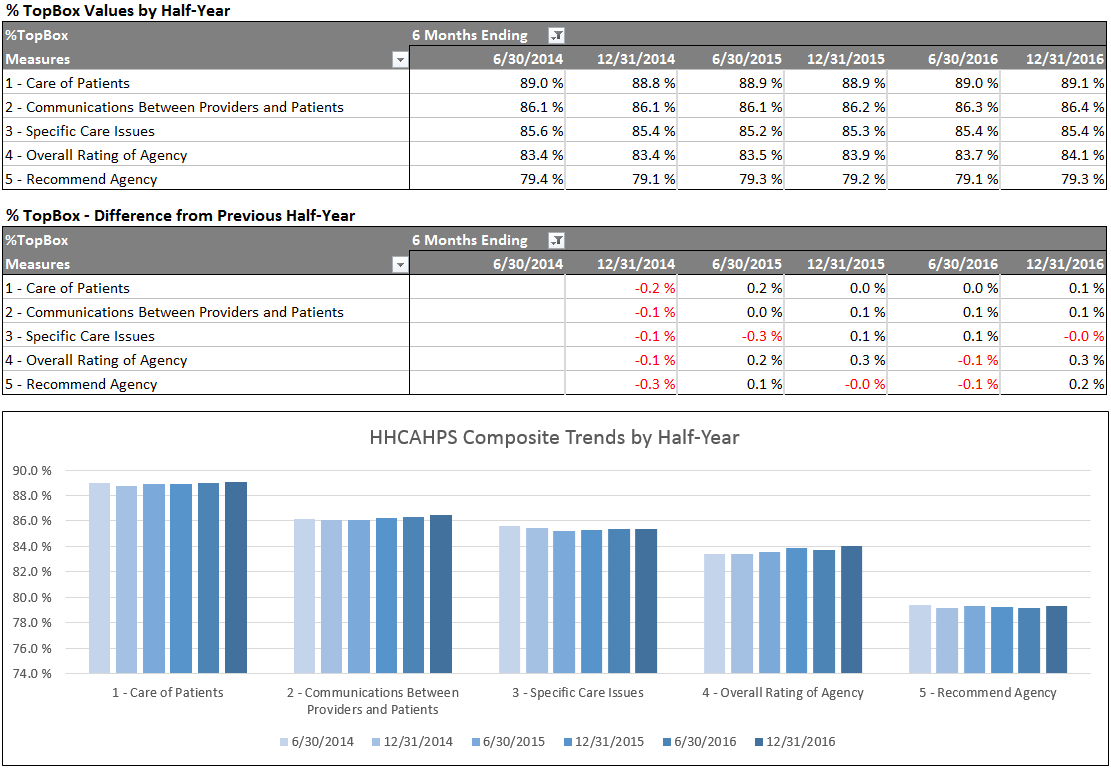 % TopBox Values by Half-Year
%TopBox 6 Months Ending
Measures 6/30/2014 12/31/2014 6/30/2015 12/31/2015 6/30/2016 12/31/2016
1 - Care of Patients 89.0 % 88.8 % 88.9 % 88.9 % 89.0 % 89.1 %
2 - Communications Between Providers and Patients 86.1 % 86.1 % 86.1 % 86.2 % 86.3 % 86.4 %
3 - Specific Care Issues 85.6 % 85.4 % 85.2 % 85.3 % 85.4 % 85.4 %
4 - Overall Rating of Agency 83.4 % 83.4 % 83.5 % 83.9 % 83.7 % 84.1 %
5 - Recommend Agency 79.4 % 79.1 % 79.3 % 79.2 % 79.1 % 79.3 %
% TopBox - Difference from Previous Half-Year
%TopBox 6 Months Ending
Measures 6/30/2014 12/31/2014 6/30/2015 12/31/2015 6/30/2016 12/31/2016
1 - Care of Patients -0.2 % 0.2 % 0.0 % 0.0 % 0.1 %
2 - Communications Between Providers and Patients -0.1 % 0.0 % 0.1 % 0.1 % 0.1 %
3 - Specific Care Issues -0.1 % -0.3 % 0.1 % 0.1 % -0.0 %
4 - Overall Rating of Agency -0.1 % 0.2 % 0.3 % -0.1 % 0.3 %
5 - Recommend Agency -0.3 % 0.1 % -0.0 % -0.1 % 0.2 %
HHCAHPS Composite Trends by Half-Year
90.0 %
88.0 %
86.0 %
84.0 %
82.0 %
80.0 %
78.0 %
76.0 %
74.0 %
1 - Care of Patients
2 - Communications Between
Providers and Patients
3 - Specific Care Issues
4 - Overall Rating of Agency
5 - Recommend Agency
6/30/2014 12/31/2014 6/30/2015 12/31/2015 6/30/2016 12/31/2016